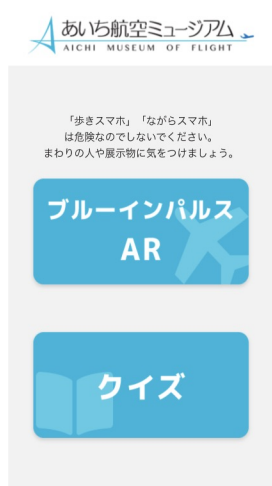 あいち航空ミュージアム
AICHI MUSEUM OF FLIGHT
「歩きスマホ」「ながらスマホ」
は危険なのでしないでください。
まわりの人や展示物に気をつけましょう。
ブルーインパルス
AR
クイズ